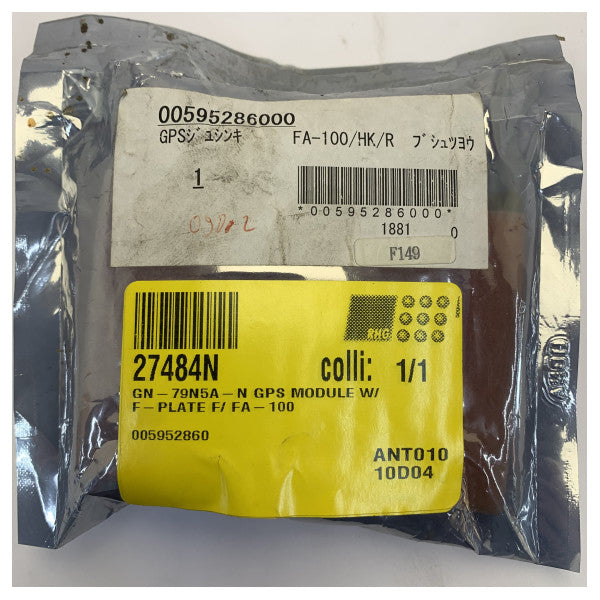 00595286000
GPSジュシンキ FA-100/HK/R ブシュツヨウ
1
*00595286000*
1881 0
F149
RHG
27484N colli: 1/1
GN-79N5A-N GPS MODULE W/
F-PLATE F/ FA-100
005952860
ANT010
10D04